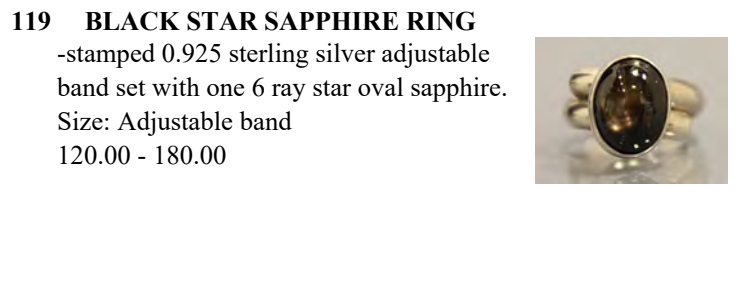 119 BLACK STAR SAPPHIRE RING
-stamped 0.925 sterling silver adjustable
band set with one 6 ray star oval sapphire.
Size: Adjustable band
120.00 - 180.00